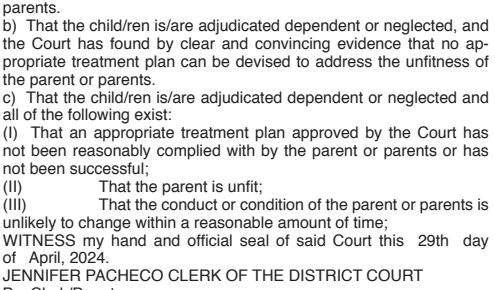 parents.
b) That the child/ren is/are adjudicated dependent or neglected, and
the Court has found by clear and convincing evidence that no ap-
propriate treatment plan can be devised to address the unfitness of
the parent or parents.
c) That the child/ren is/are adjudicated dependent or neglected and
all of the following exist:
(I) That an appropriate treatment plan approved by the Court has
not been reasonably complied with by the parent or parents or has
not been successful;
(II) That the parent is unfit;
(III) That the conduct or condition of the parent or parents is
unlikely to change within a reasonable amount of time;
WITNESS my hand and official seal of said Court this 29th day
of April, 2024.
JENNIFER PACHECO CLERK OF THE DISTRICT COURT